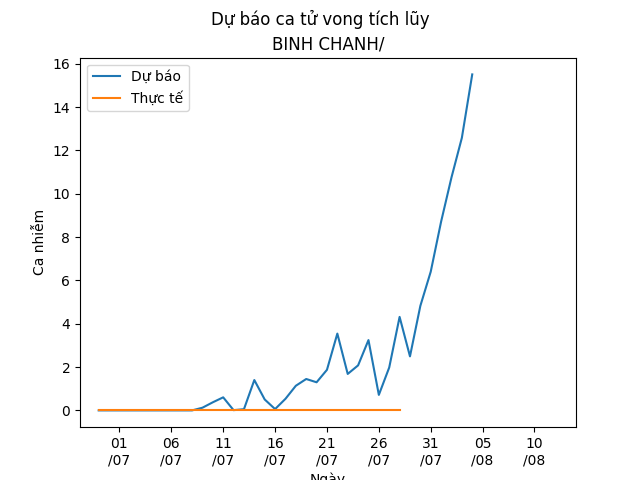 Dự báo ca tử vong tích lũy
BINH CHANH/
Dự báo
Thực tế
Ca nhiễm
16
14
12
10
8
6
4
2
0
01 06 11 16 21 26 31 05 10
/07 /07 /07 /07 /07 /07 /07 /08 /08
Ngày